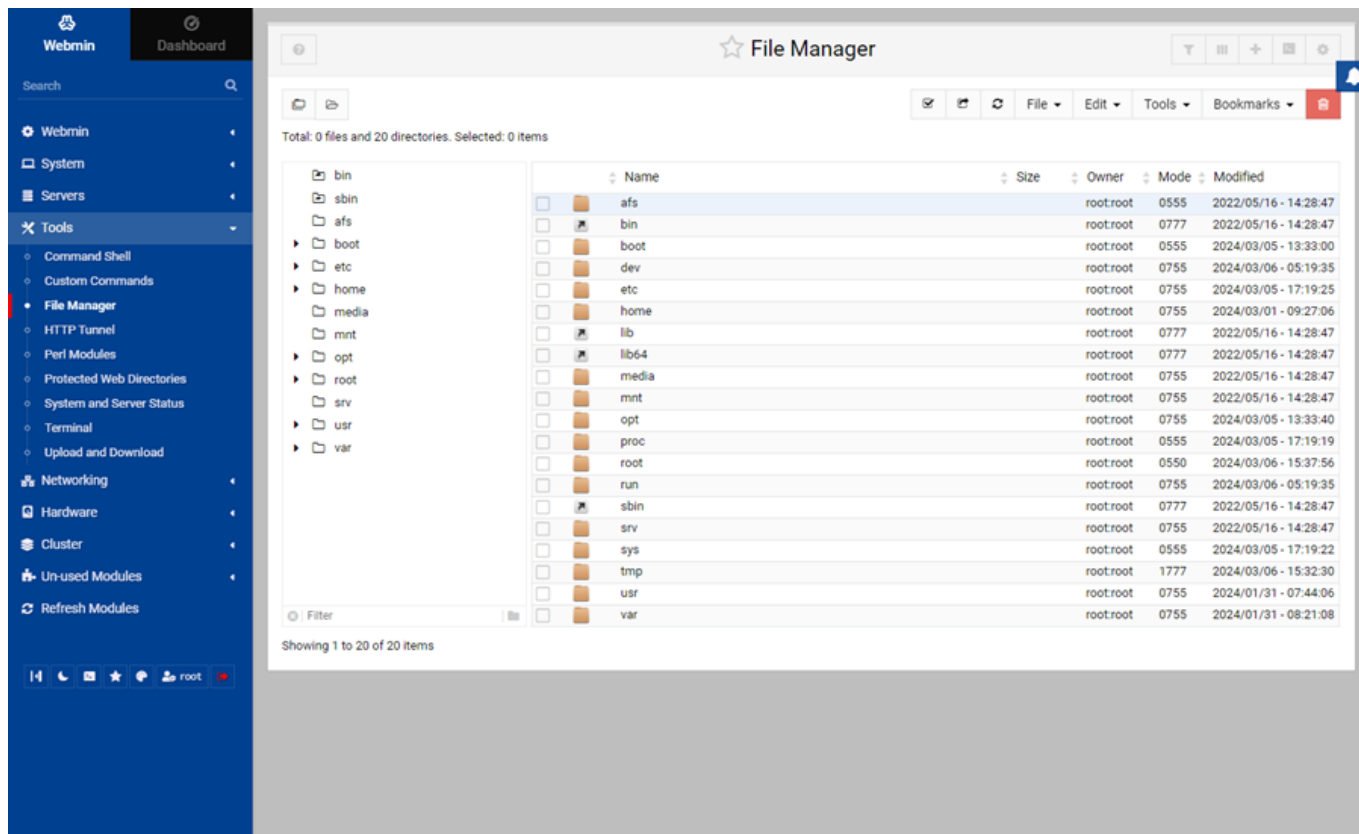 Webmin
Dashboard
Search
Webmin
System
Servers
Tools
Command Shell
Custom Commands
File Manager
HTTP Tunnel
Perl Modules
Protected Web Directories
System and Server Status
Terminal
Upload and Download
Networking
Hardware
Cluster
Un-used Modules
Refresh Modules
root
File Manager
File Edit Tools Bookmarks
Total: 0 files and 20 directories. Selected: 0 items
bin
sbin
afs
boot
etc
home
media
mnt
opt
root
srv
usr
var
Filter
Name Size Owner Mode Modified
afs root:root 0555 2022/05/16 - 14:28:47
bin root:root 0777 2022/05/16 - 14:28:47
boot root:root 0555 2024/03/05 - 13:33:00
dev root:root 0755 2024/03/06 - 05:19:35
etc root:root 0755 2024/03/05 - 17:19:25
home root:root 0755 2024/03/01 - 09:27:06
lib root:root 0777 2022/05/16 - 14:28:47
lib64 root:root 0777 2022/05/16 - 14:28:47
media root:root 0755 2022/05/16 - 14:28:47
mnt root:root 0755 2022/05/16 - 14:28:47
opt root:root 0755 2024/03/05 - 13:33:40
proc root:root 0555 2024/03/05 - 17:19:19
root root:root 0550 2024/03/06 - 15:37:56
run root:root 0755 2024/03/06 - 05:19:35
sbin root:root 0777 2022/05/16 - 14:28:47
srv root:root 0755 2022/05/16 - 14:28:47
sys root:root 0555 2024/03/05 - 17:19:22
tmp root:root 1777 2024/03/06 - 15:32:30
usr root:root 0755 2024/01/31 - 07:44:06
var root:root 0755 2024/01/31 - 08:21:08
Showing 1 to 20 of 20 items